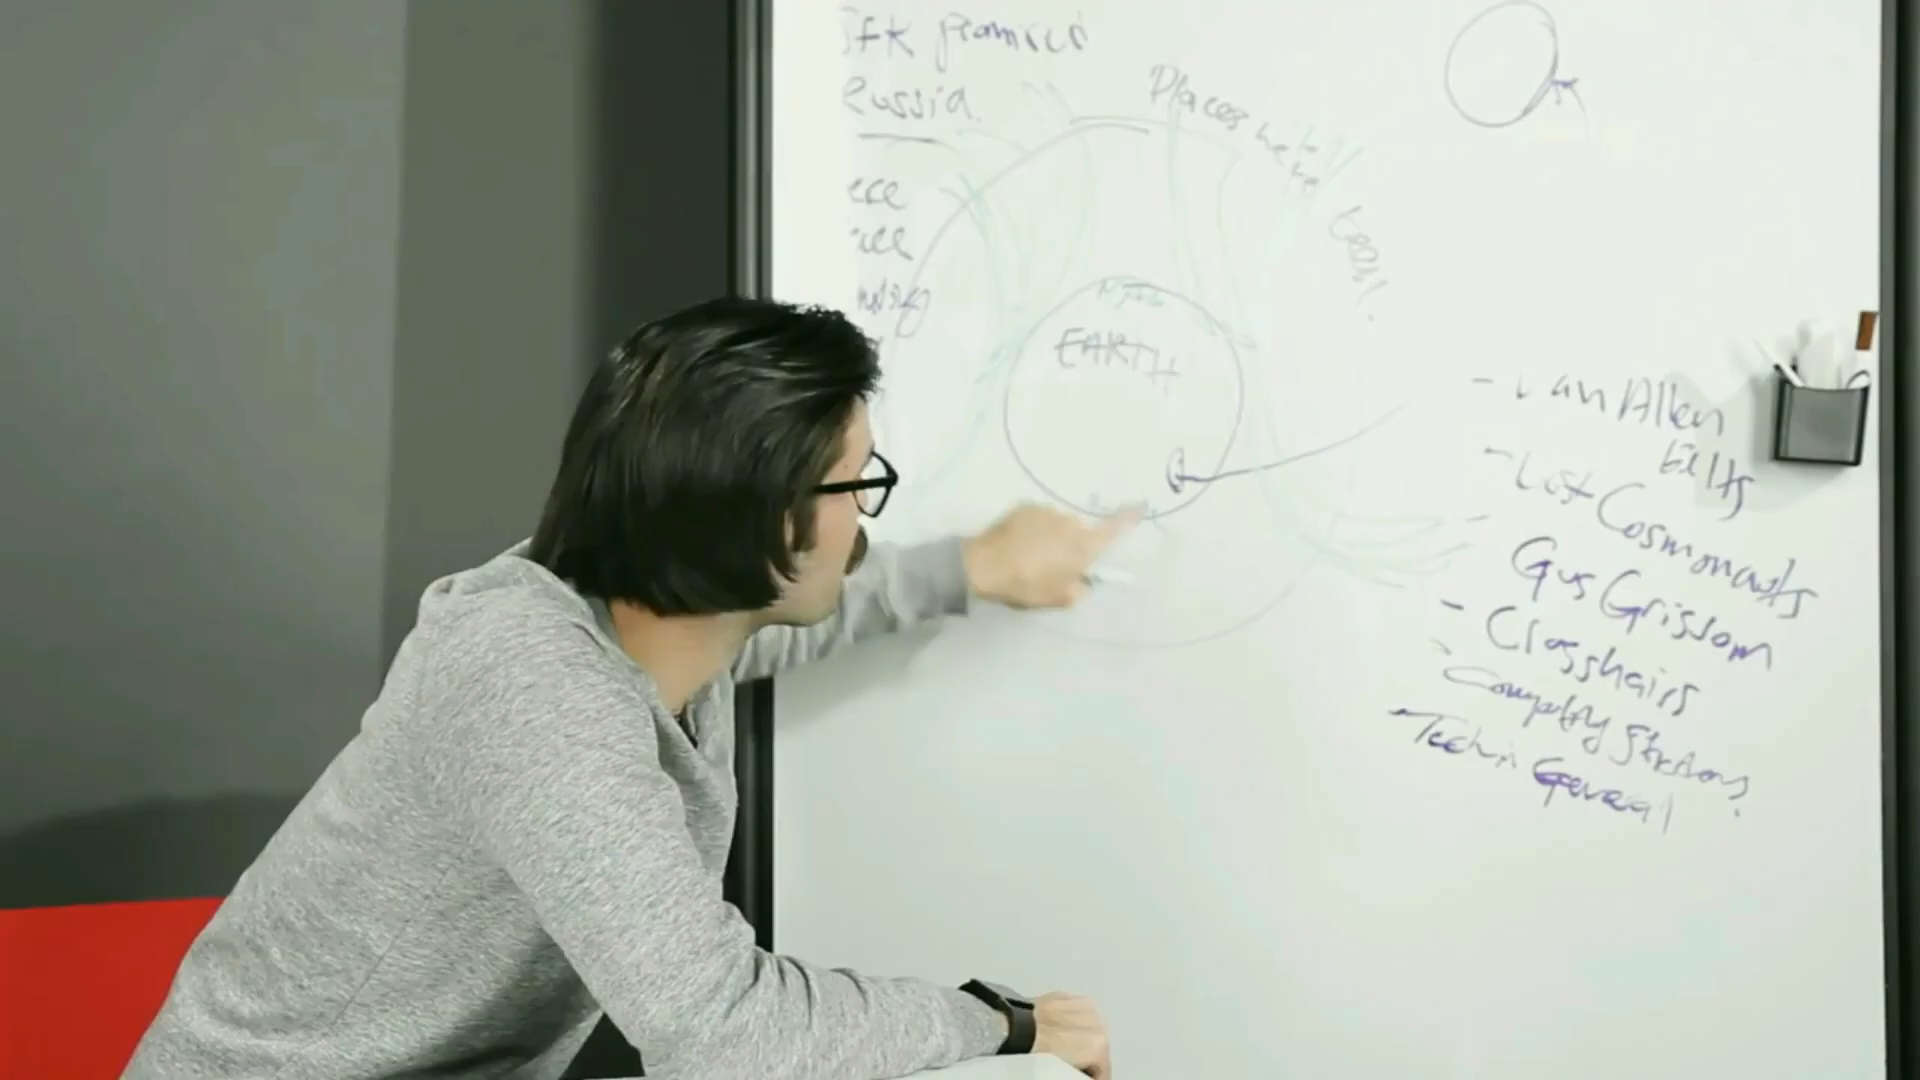 JFK promised
Russia
Places we've been!
EARTH
- Van Allen
Belts
- Lost Cosmonauts
Gus Grissom
- Crosshairs
- Competing Stations?
- Tech in General